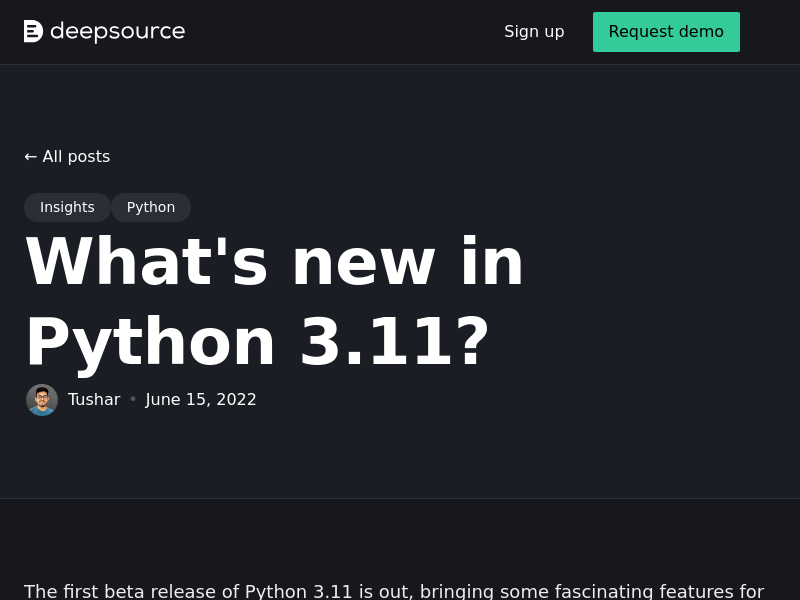 deepsource
Sign up
Request demo
← All posts
Insights
Python
What's new in
Python 3.11?
Tushar • June 15, 2022
The first beta release of Python 3.11 is out, bringing some fascinating features for